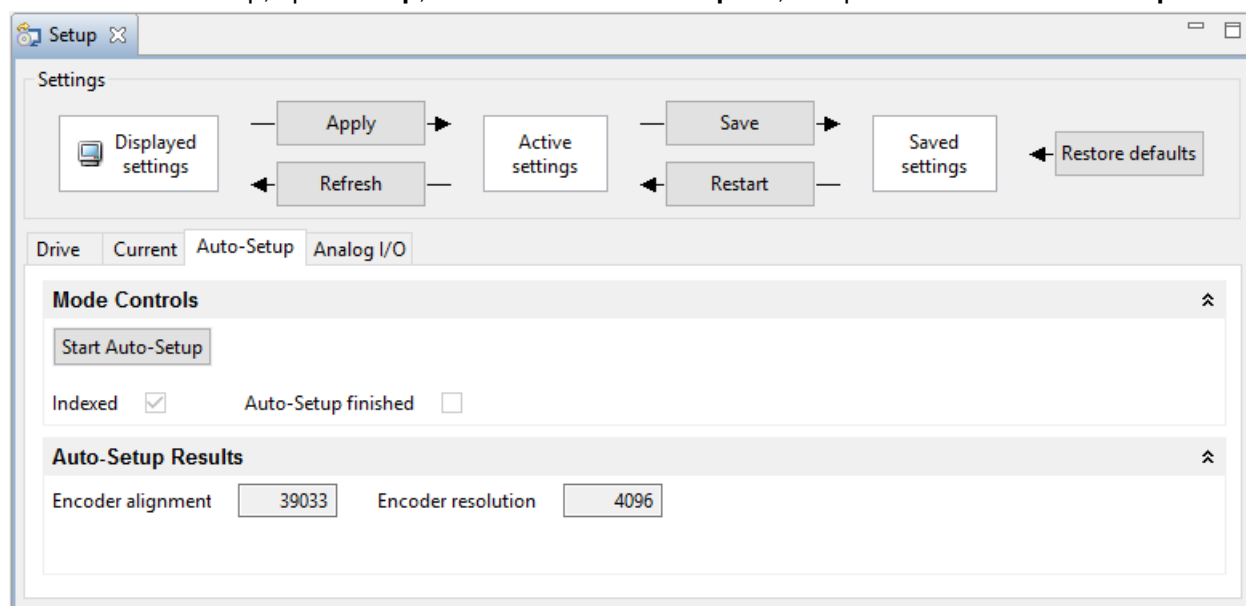 Setup
Settings
Displayed settings
Apply
Refresh
Active settings
Save
Restart
Saved settings
Restore defaults
Drive Current Auto-Setup Analog I/O
Mode Controls
Start Auto-Setup
Indexed Auto-Setup finished
Auto-Setup Results
Encoder alignment 39033 Encoder resolution 4096